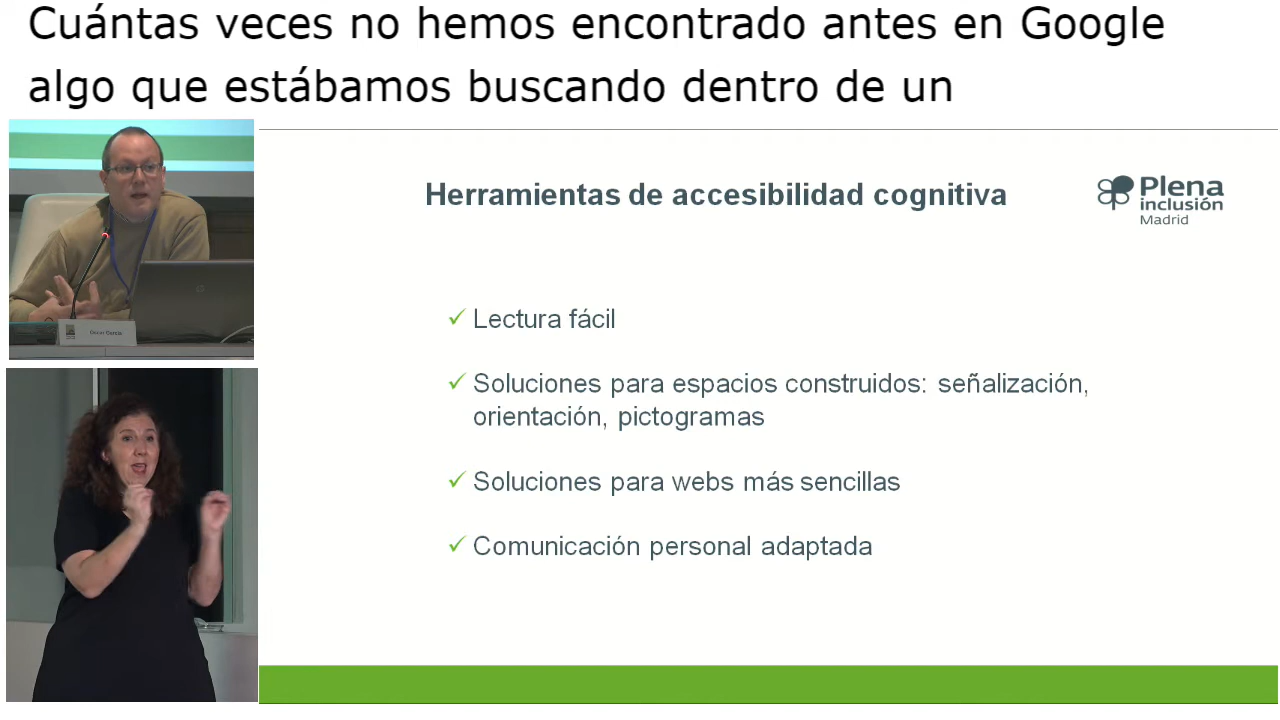 Cuántas veces no hemos encontrado antes en Google
algo que estábamos buscando dentro de un
Herramientas de accesibilidad cognitiva
Plena
inclusión
Madrid
Lectura fácil
Soluciones para espacios construidos: señalización,
orientación, pictogramas
Soluciones para webs más sencillas
Comunicación personal adaptada